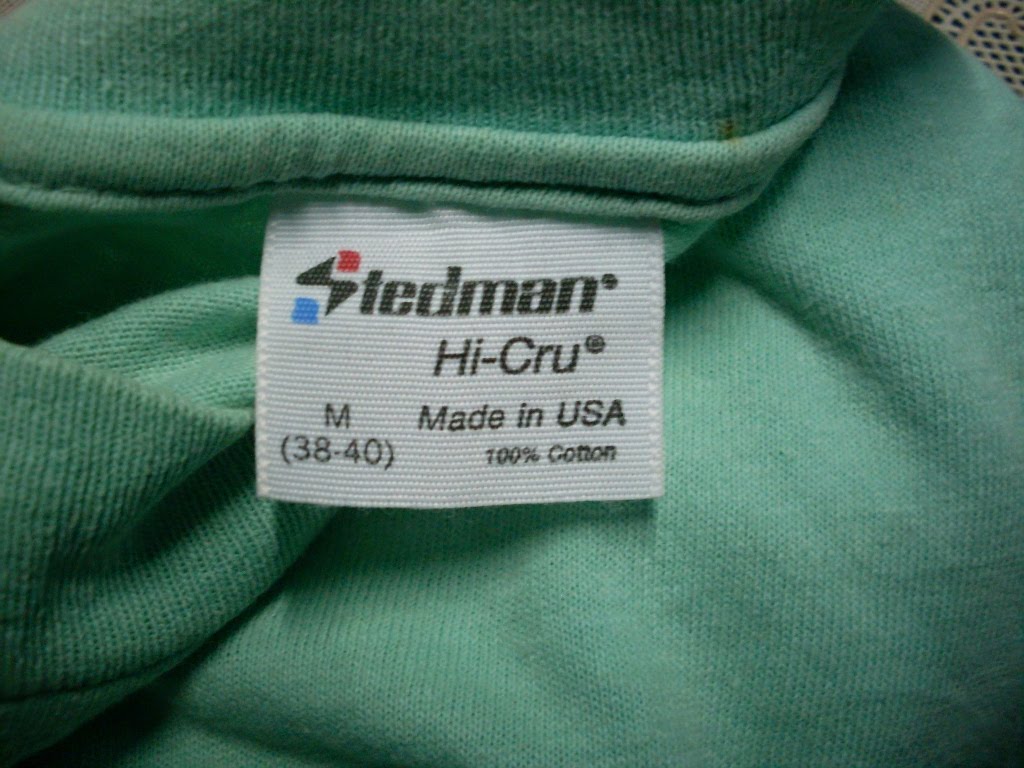 Stedman®
Hi-Cru®
M Made in USA
(38-40) 100% Cotton